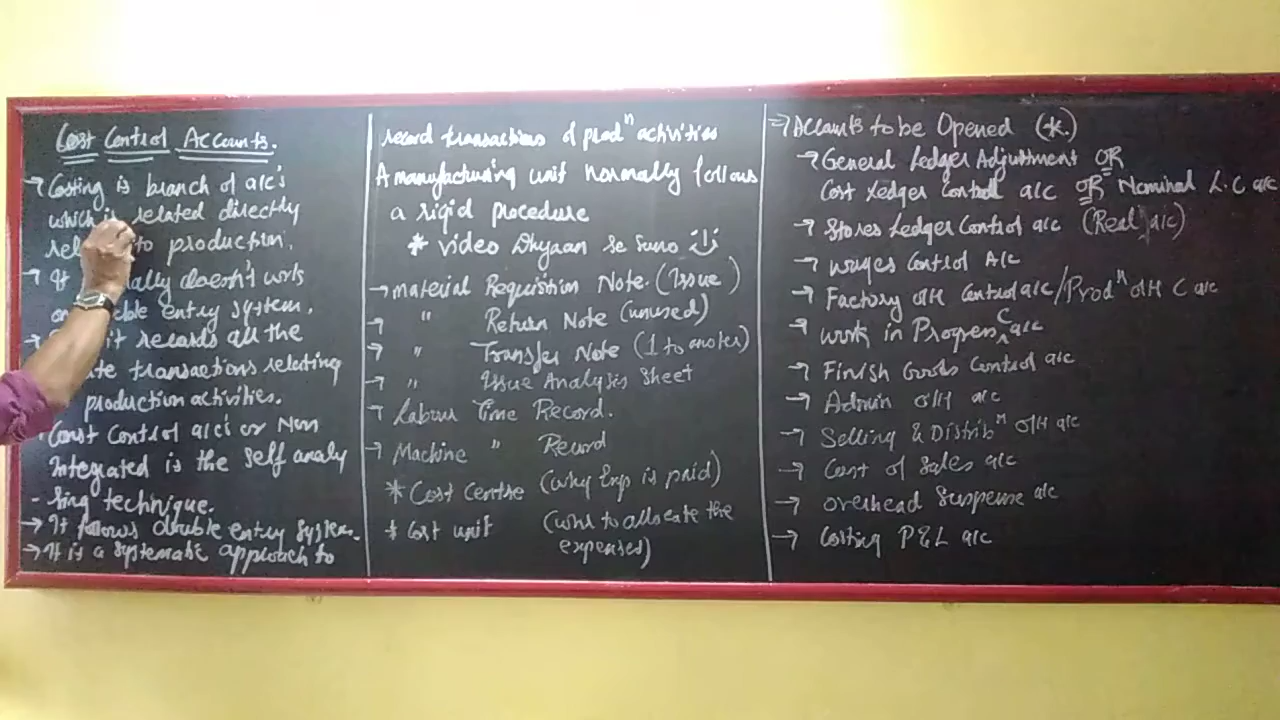 Cost Control Accounts.
→ Costing is branch of a/c's
which is related directly
to production.
→ It doesn't work
on entry system.
→ it records all the
transactions relating
production activities.
Const Control a/c's or Non
Integrated is the self analy
- sing technique.
→ It follows double entry system.
→ It is a systematic approach to
record transactions of prodⁿ activities
A manufacturing unit normally follows
a rigid procedure
* video Dhyaan se suno
→ Material Requistion Note. (Issue)
→ " Return Note (unused)
→ " Transfer Note (1 to another)
→ " Issue Analysis Sheet
→ Labour Time Record.
→ Machine " Record
* Cost Centre (why Exp is paid)
* Cost unit (who to allocate the
expenses)
→ Accounts to be Opened (*.)
→ General Ledger Adjustment OR
Cost Ledger Control a/c OR Nominal L.C a/c
→ Stores Ledger Control a/c (Real a/c)
→ wages Control A/c
→ Factory O/H Control a/c/Prodⁿ O/H C a/c
→ work in Progress C a/c
→ Finish Goods Control a/c
→ Admin O/H a/c
→ Selling & Distribⁿ O/H a/c
→ Cost of Sales a/c
→ overhead Suspense a/c
→ Costing P&L a/c